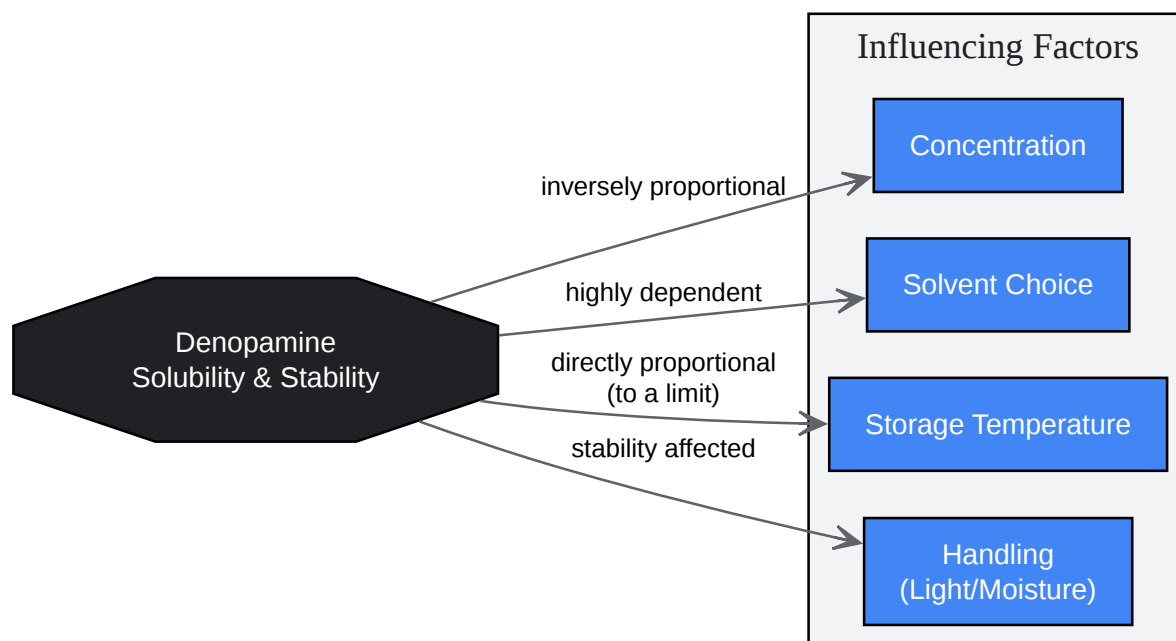 Influencing Factors
Concentration
inversely proportional
Solvent Choice
highly dependent
Denopamine
Solubility & Stability
directly proportional
(to a limit)
Storage Temperature
stability affected
Handling
(Light/Moisture)